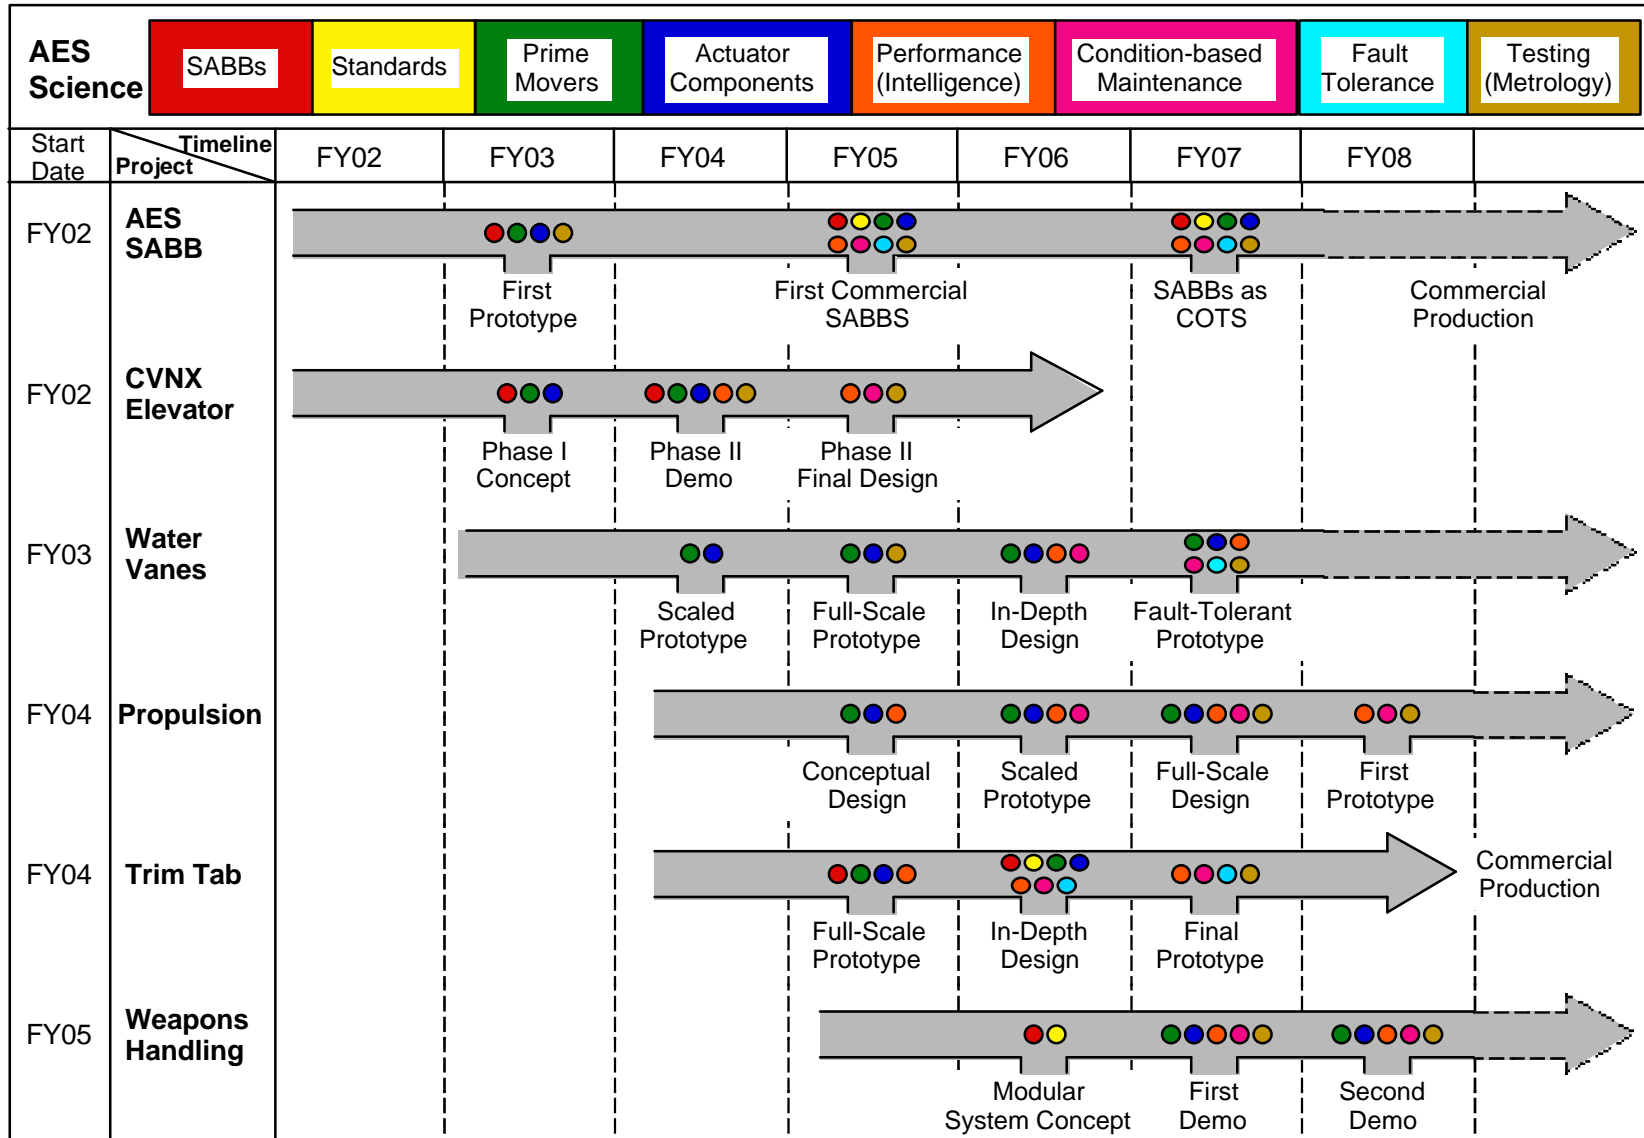 AES
Science
SABBs
Standards
Prime
Movers
Actuator
Components
Performance
(Intelligence)
Condition-based
Maintenance
Fault
Tolerance
Testing
(Metrology)
Start
Date
Timeline
Project
FY02
FY03
FY04
FY05
FY06
FY07
FY08
FY02
AES
SABB
First
Prototype
First Commercial
SABBS
SABBs as
COTS
Commercial
Production
FY02
CVNX
Elevator
Phase I
Concept
Phase II
Demo
Phase II
Final Design
FY03
Water
Vanes
Scaled
Prototype
Full-Scale
Prototype
In-Depth
Design
Fault-Tolerant
Prototype
FY04
Propulsion
Conceptual
Design
Scaled
Prototype
Full-Scale
Design
First
Prototype
FY04
Trim Tab
Full-Scale
Prototype
In-Depth
Design
Final
Prototype
Commercial
Production
FY05
Weapons
Handling
Modular
System Concept
First
Demo
Second
Demo